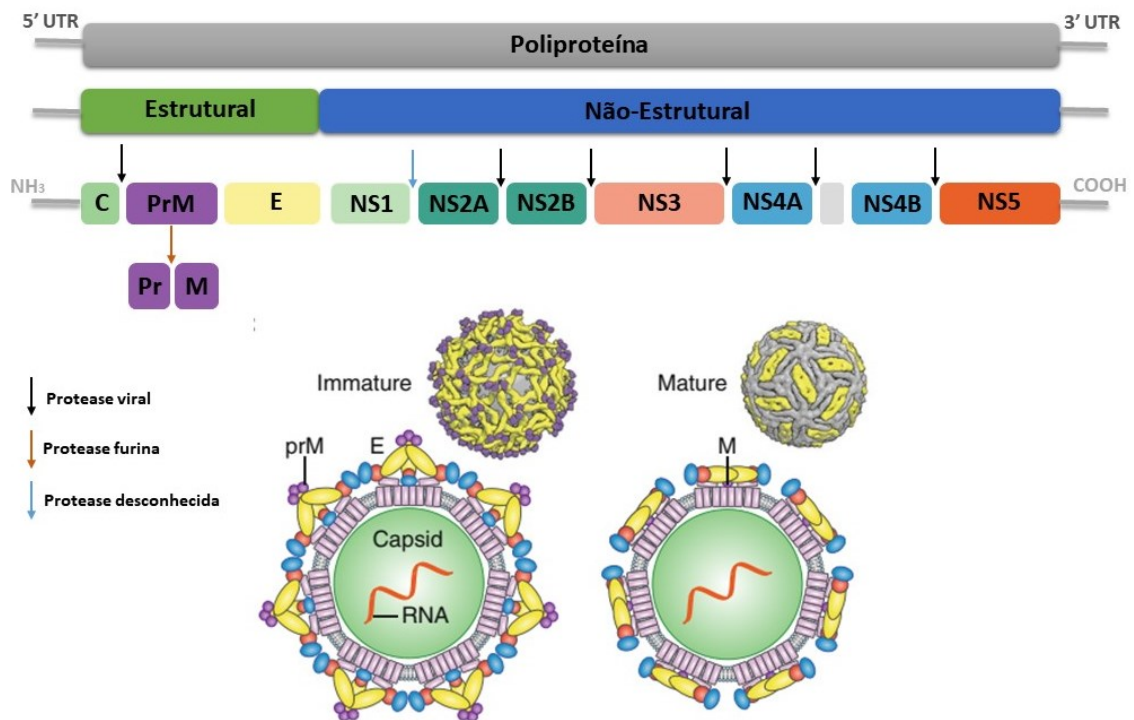 5’ UTR
3’ UTR
Poliproteína
Estrutural
Não-Estrutural
NH₃
C
PrM
E
NS1
NS2A
NS2B
NS3
NS4A
NS4B
NS5
COOH
Pr
M
Immature
Mature
Protease viral
Protease furina
Protease desconhecida
prM
E
M
Capsid
RNA